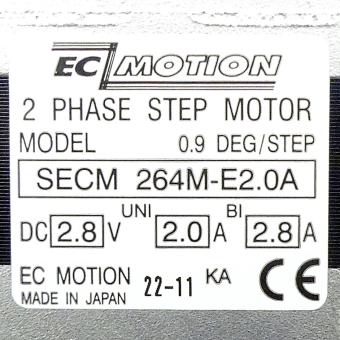 EC MOTION
2 PHASE STEP MOTOR
MODEL 0.9 DEG/STEP
SECM 264M-E2.0A
UNI BI
DC 2.8 V 2.0 A 2.8 A
EC MOTION 22-11 KA CE
MADE IN JAPAN